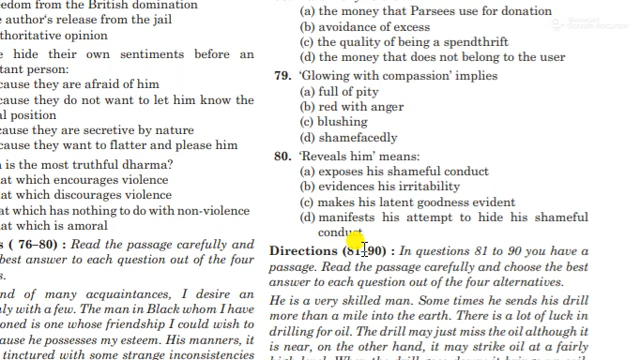 edom from the British domination
e author's release from the jail
thoritative opinion
e hide their own sentiments before an
tant person:
cause they are afraid of him
cause they do not want to let him know the
al position
cause they are secretive by nature
cause they want to flatter and please him
is the most truthful dharma?
at which encourages violence
at which discourages violence
at which has nothing to do with non-violence
at which is amoral
s ( 76–80) : Read the passage carefully and
best answer to each question out of the four
s.
nd of many acquaintances, I desire an
nly with a few. The man in Black whom I have
oned is one whose friendship I could wish to
cause he possesses my esteem. His manners, it
tinctured with some strange inconsistencies
(a) the money that Parsees use for donation
(b) avoidance of excess
(c) the quality of being a spendthrift
(d) the money that does not belong to the user
79. 'Glowing with compassion' implies
(a) full of pity
(b) red with anger
(c) blushing
(d) shamefacedly
80. 'Reveals him' means:
(a) exposes his shameful conduct
(b) evidences his irritability
(c) makes his latent goodness evident
(d) manifests his attempt to hide his shameful
conduct
Directions (81–90) : In questions 81 to 90 you have a
passage. Read the passage carefully and choose the best
answer to each question out of the four alternatives.
He is a very skilled man. Some times he sends his drill
more than a mile into the earth. There is a lot of luck in
drilling for oil. The drill may just miss the oil although it
is near, on the other hand, it may strike oil at a fairly